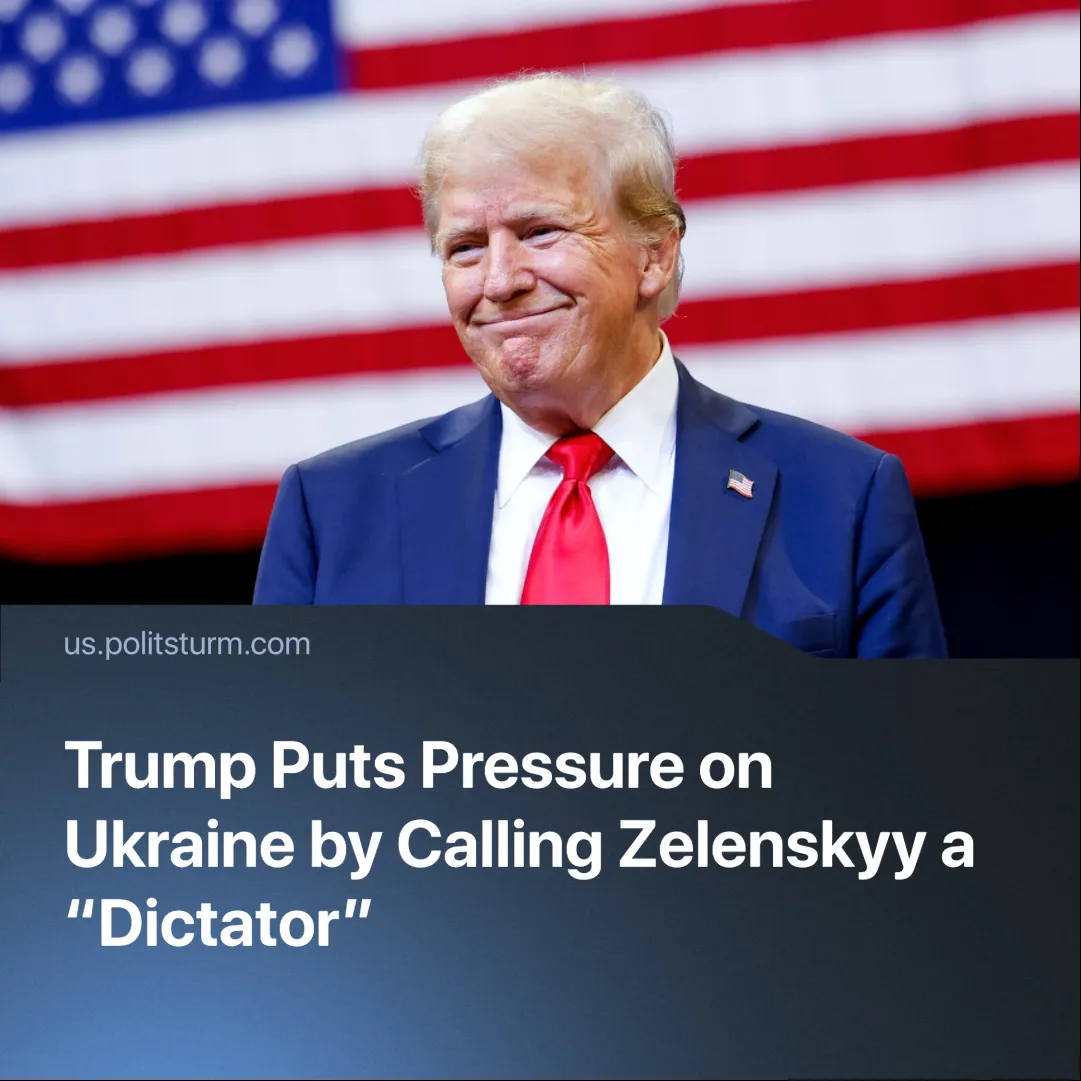 us.politsturm.com
Trump Puts Pressure on
Ukraine by Calling Zelenskyy a
“Dictator”